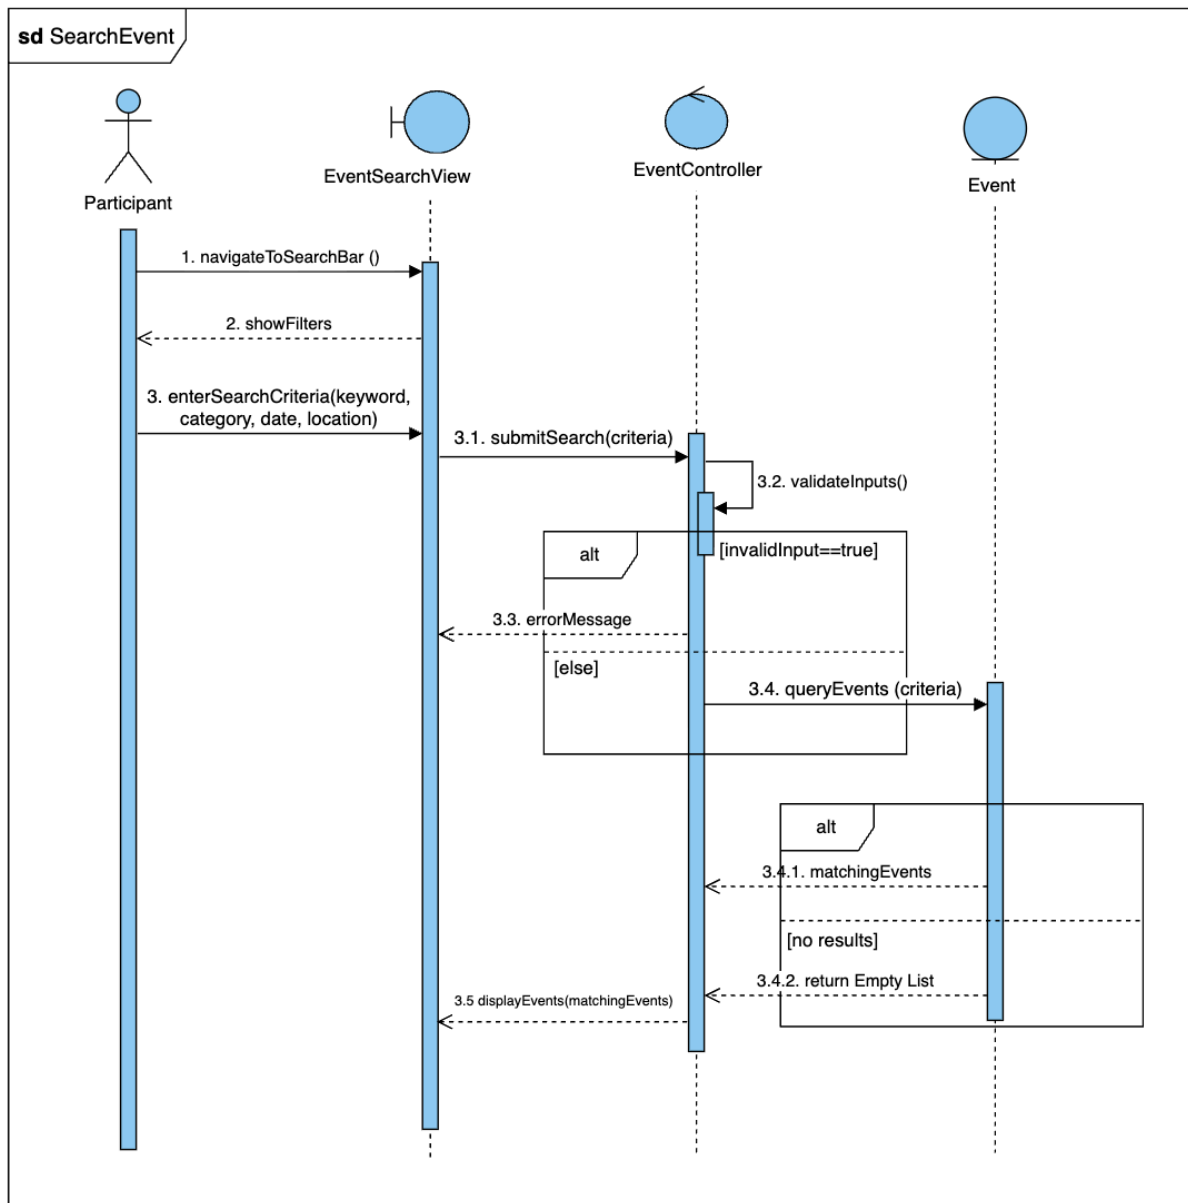 sd SearchEvent
Participant
EventSearchView
EventController
Event
1. navigateToSearchBar ()
2. showFilters
3. enterSearchCriteria(keyword,
category, date, location)
3.1. submitSearch(criteria)
3.2. validateInputs()
alt
[invalidInput==true]
3.3. errorMessage
[else]
3.4. queryEvents (criteria)
alt
3.4.1. matchingEvents
[no results]
3.4.2. return Empty List
3.5 displayEvents(matchingEvents)